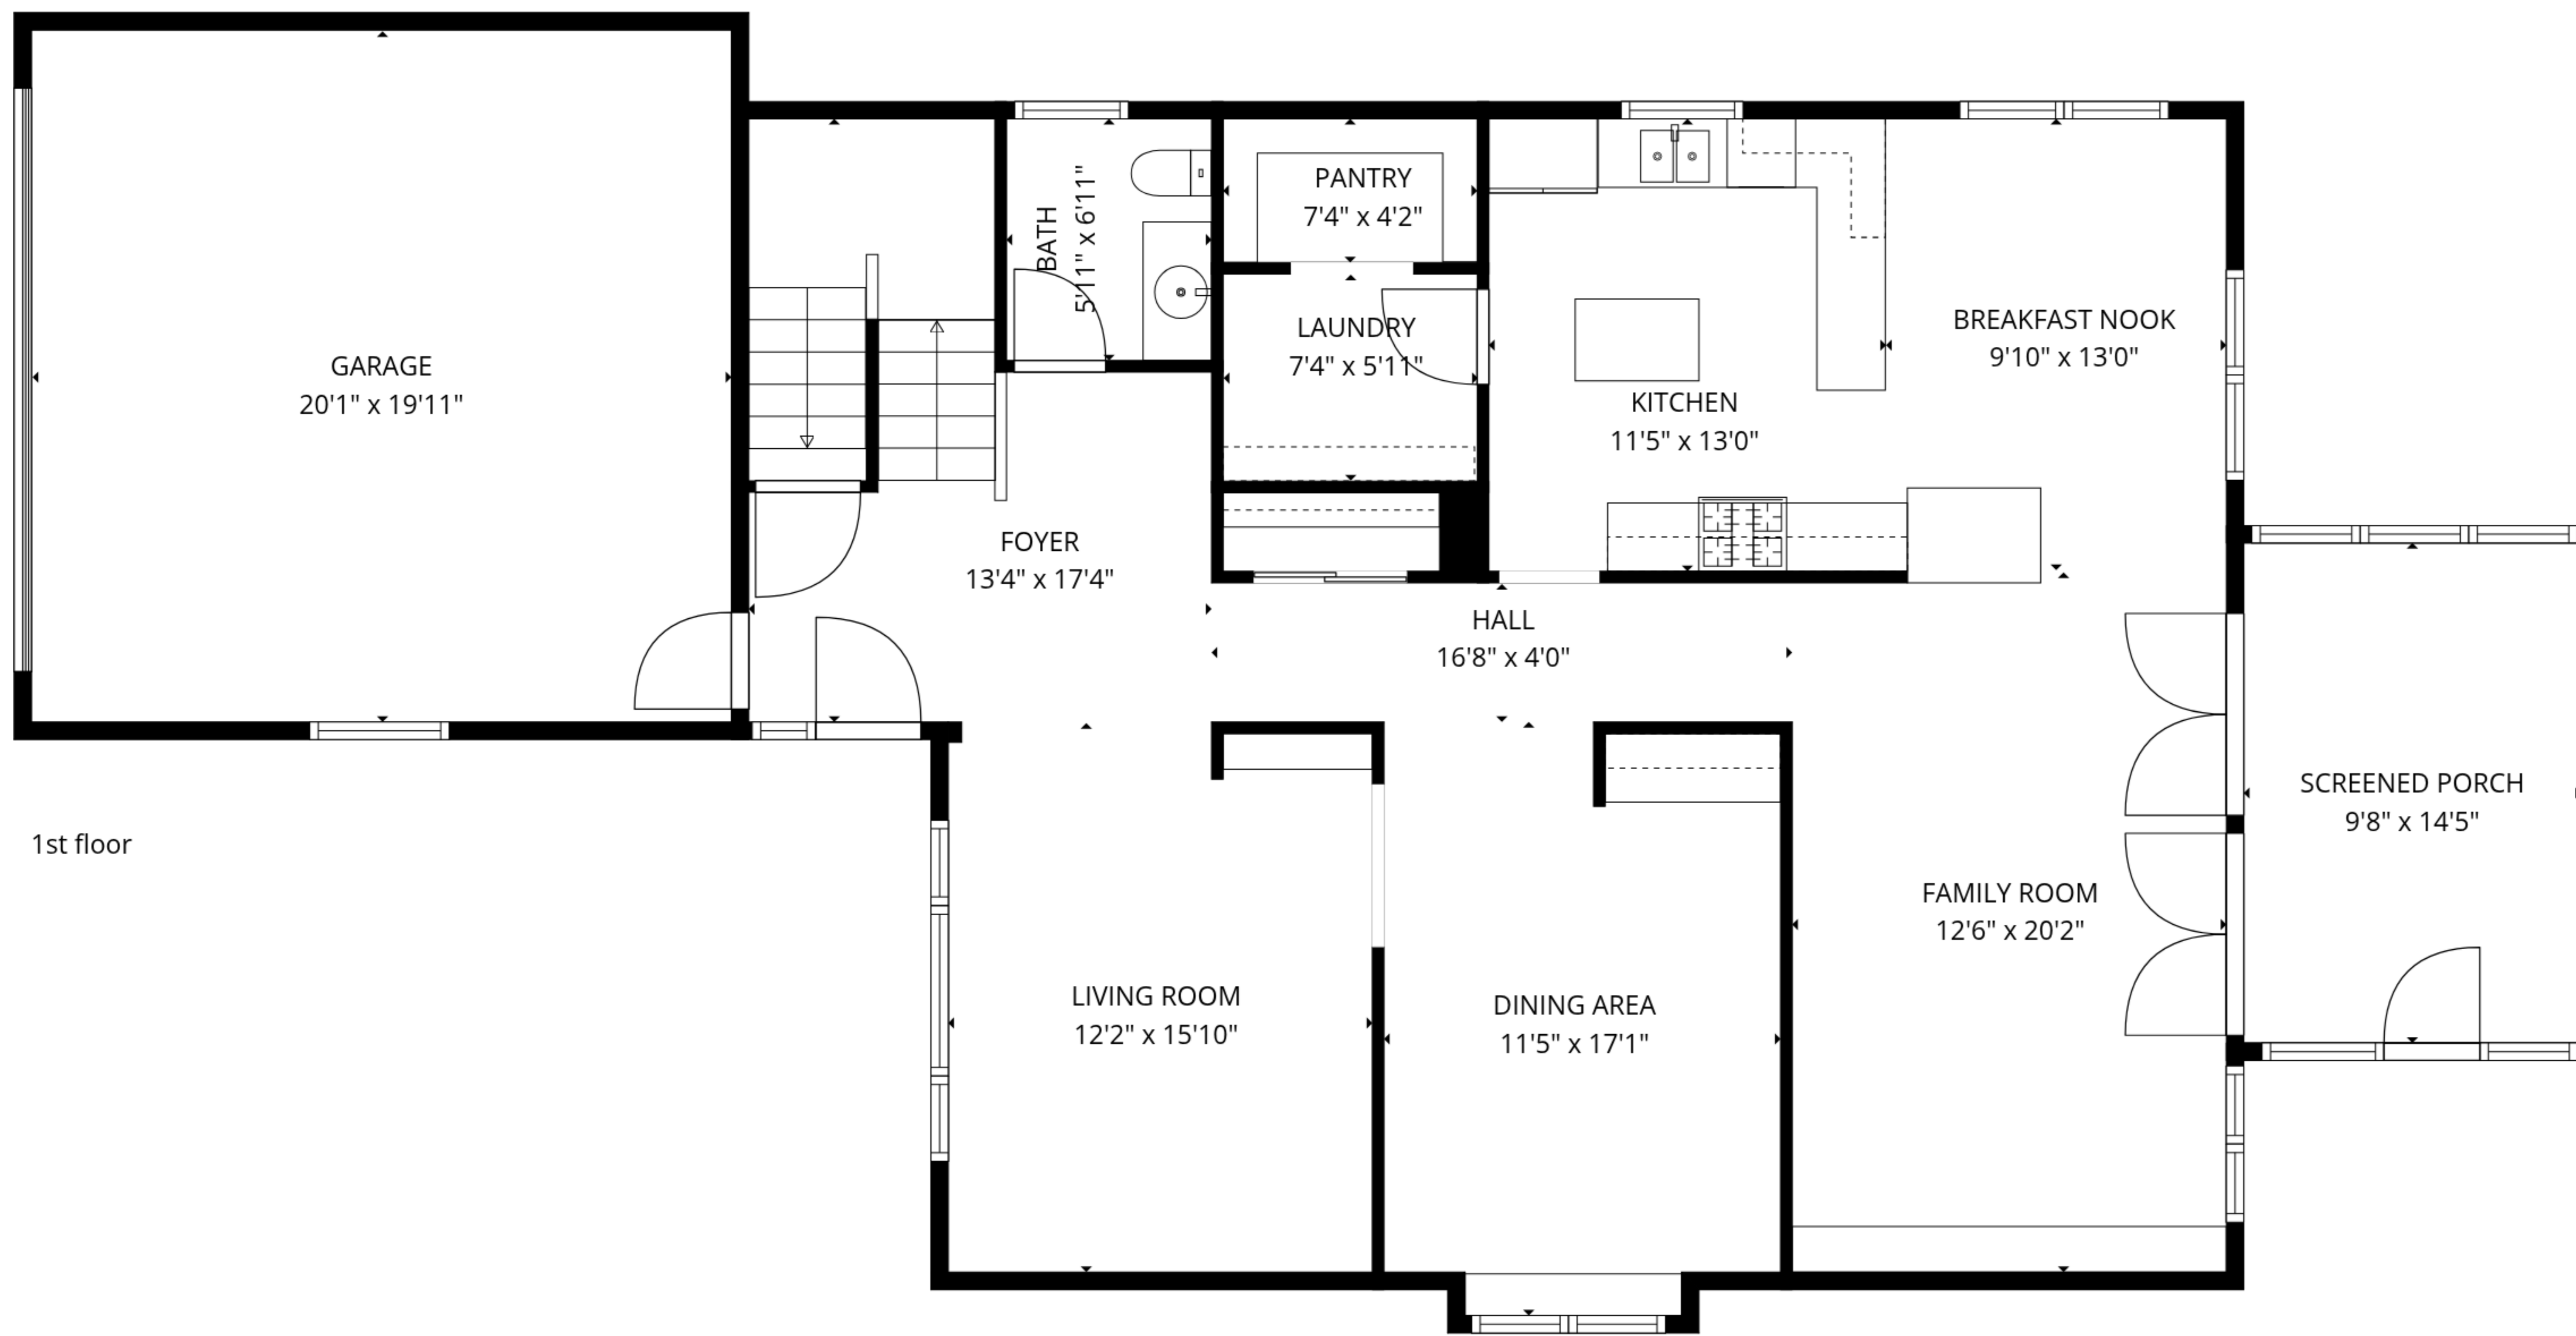 GARAGE
20'1" x 19'11"
BATH
5'11" x 6'11"
PANTRY
7'4" x 4'2"
LAUNDRY
7'4" x 5'11"
KITCHEN
11'5" x 13'0"
BREAKFAST NOOK
9'10" x 13'0"
FOYER
13'4" x 17'4"
HALL
16'8" x 4'0"
SCREENED PORCH
9'8" x 14'5"
1st floor
FAMILY ROOM
12'6" x 20'2"
LIVING ROOM
12'2" x 15'10"
DINING AREA
11'5" x 17'1"